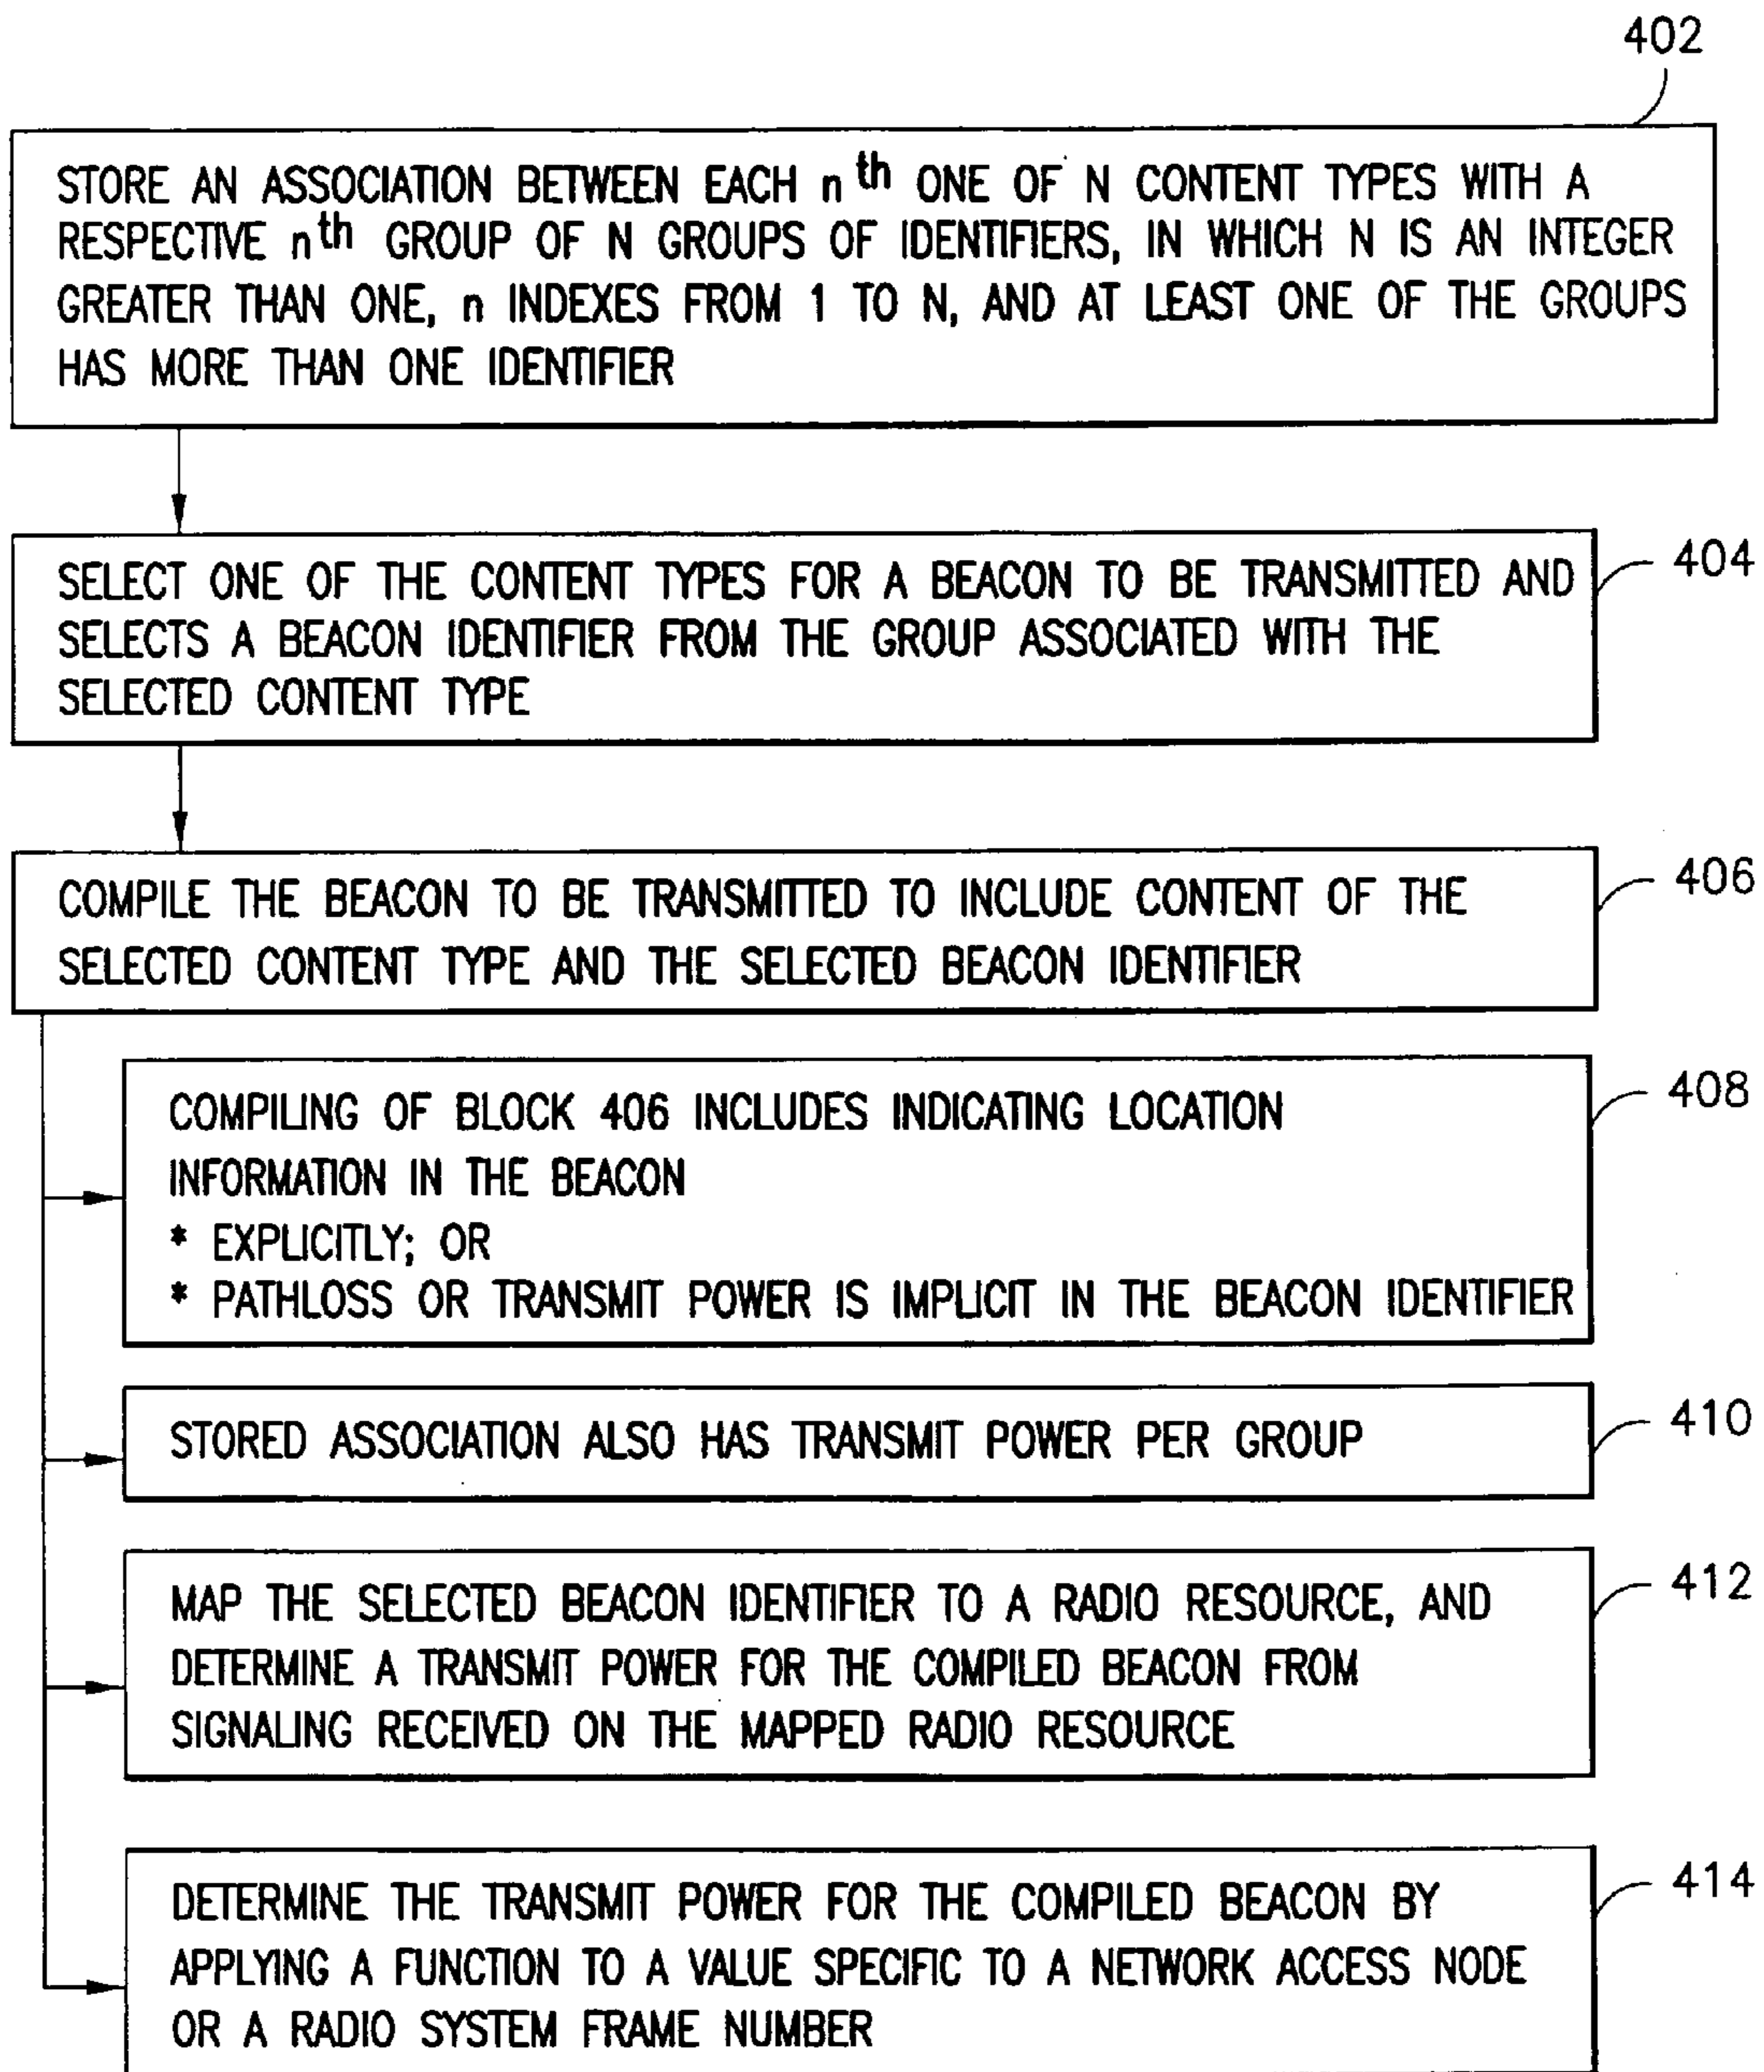 402
STORE AN ASSOCIATION BETWEEN EACH nth ONE OF N CONTENT TYPES WITH A
RESPECTIVE nth GROUP OF N GROUPS OF IDENTIFIERS, IN WHICH N IS AN INTEGER
GREATER THAN ONE, n INDEXES FROM 1 TO N, AND AT LEAST ONE OF THE GROUPS
HAS MORE THAN ONE IDENTIFIER
404
SELECT ONE OF THE CONTENT TYPES FOR A BEACON TO BE TRANSMITTED AND
SELECTS A BEACON IDENTIFIER FROM THE GROUP ASSOCIATED WITH THE
SELECTED CONTENT TYPE
406
COMPILE THE BEACON TO BE TRANSMITTED TO INCLUDE CONTENT OF THE
SELECTED CONTENT TYPE AND THE SELECTED BEACON IDENTIFIER
408
COMPILING OF BLOCK 406 INCLUDES INDICATING LOCATION
INFORMATION IN THE BEACON
* EXPLICITLY; OR
* PATHLOSS OR TRANSMIT POWER IS IMPLICIT IN THE BEACON IDENTIFIER
410
STORED ASSOCIATION ALSO HAS TRANSMIT POWER PER GROUP
412
MAP THE SELECTED BEACON IDENTIFIER TO A RADIO RESOURCE, AND
DETERMINE A TRANSMIT POWER FOR THE COMPILED BEACON FROM
SIGNALING RECEIVED ON THE MAPPED RADIO RESOURCE
414
DETERMINE THE TRANSMIT POWER FOR THE COMPILED BEACON BY
APPLYING A FUNCTION TO A VALUE SPECIFIC TO A NETWORK ACCESS NODE
OR A RADIO SYSTEM FRAME NUMBER